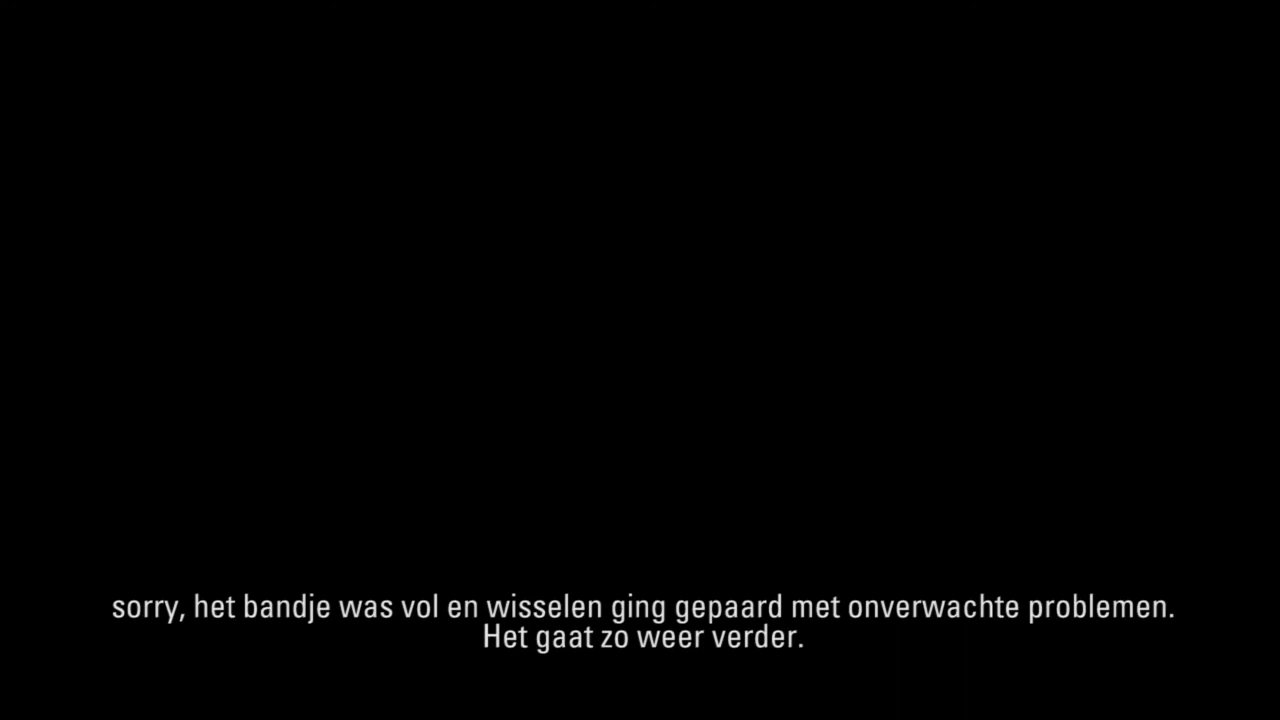 sorry, het bandje was vol en wisselen ging gepaard met onverwachte problemen.
Het gaat zo weer verder.